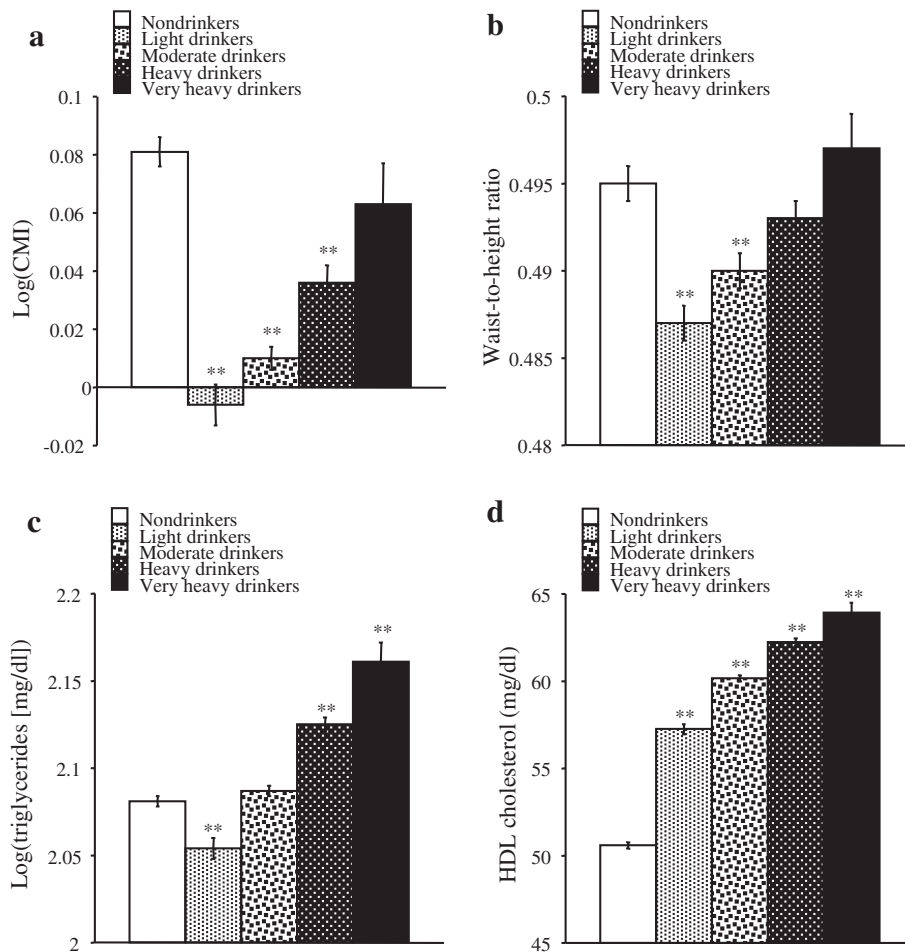 a
Nondrinkers
Light drinkers
Moderate drinkers
Heavy drinkers
Very heavy drinkers
Log(CMI)
0.1
0.08
0.06
0.04
0.02
0
-0.02
**
**
**
b
Nondrinkers
Light drinkers
Moderate drinkers
Heavy drinkers
Very heavy drinkers
Waist-to-height ratio
0.5
0.495
0.49
0.485
0.48
**
**
c
Nondrinkers
Light drinkers
Moderate drinkers
Heavy drinkers
Very heavy drinkers
Log(triglycerides [mg/dl])
2.2
2.15
2.1
2.05
2
**
**
**
d
Nondrinkers
Light drinkers
Moderate drinkers
Heavy drinkers
Very heavy drinkers
HDL cholesterol (mg/dl)
65
60
55
50
45
**
**
**
**